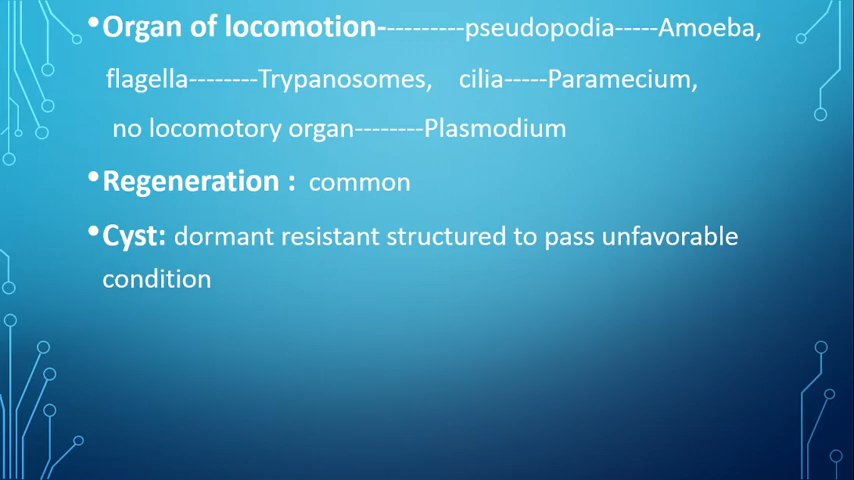 •Organ of locomotion----------pseudopodia-----Amoeba,
flagella--------Trypanosomes, cilia-----Paramecium,
no locomotory organ--------Plasmodium
•Regeneration : common
•Cyst: dormant resistant structured to pass unfavorable
condition